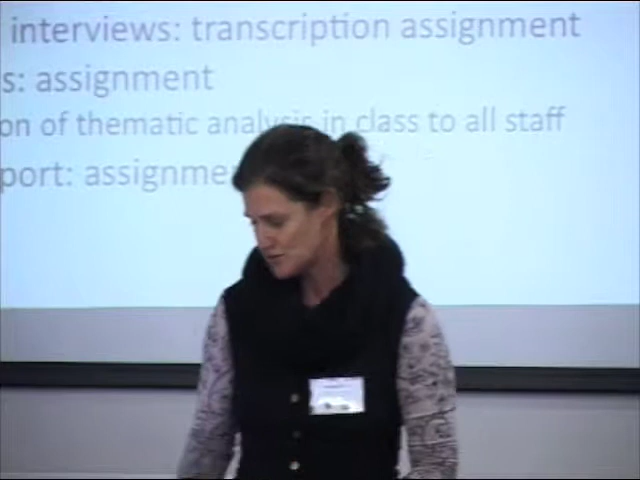 interviews: transcription assignment
s: assignment
on of thematic analysis in class to all staff
port: assignme